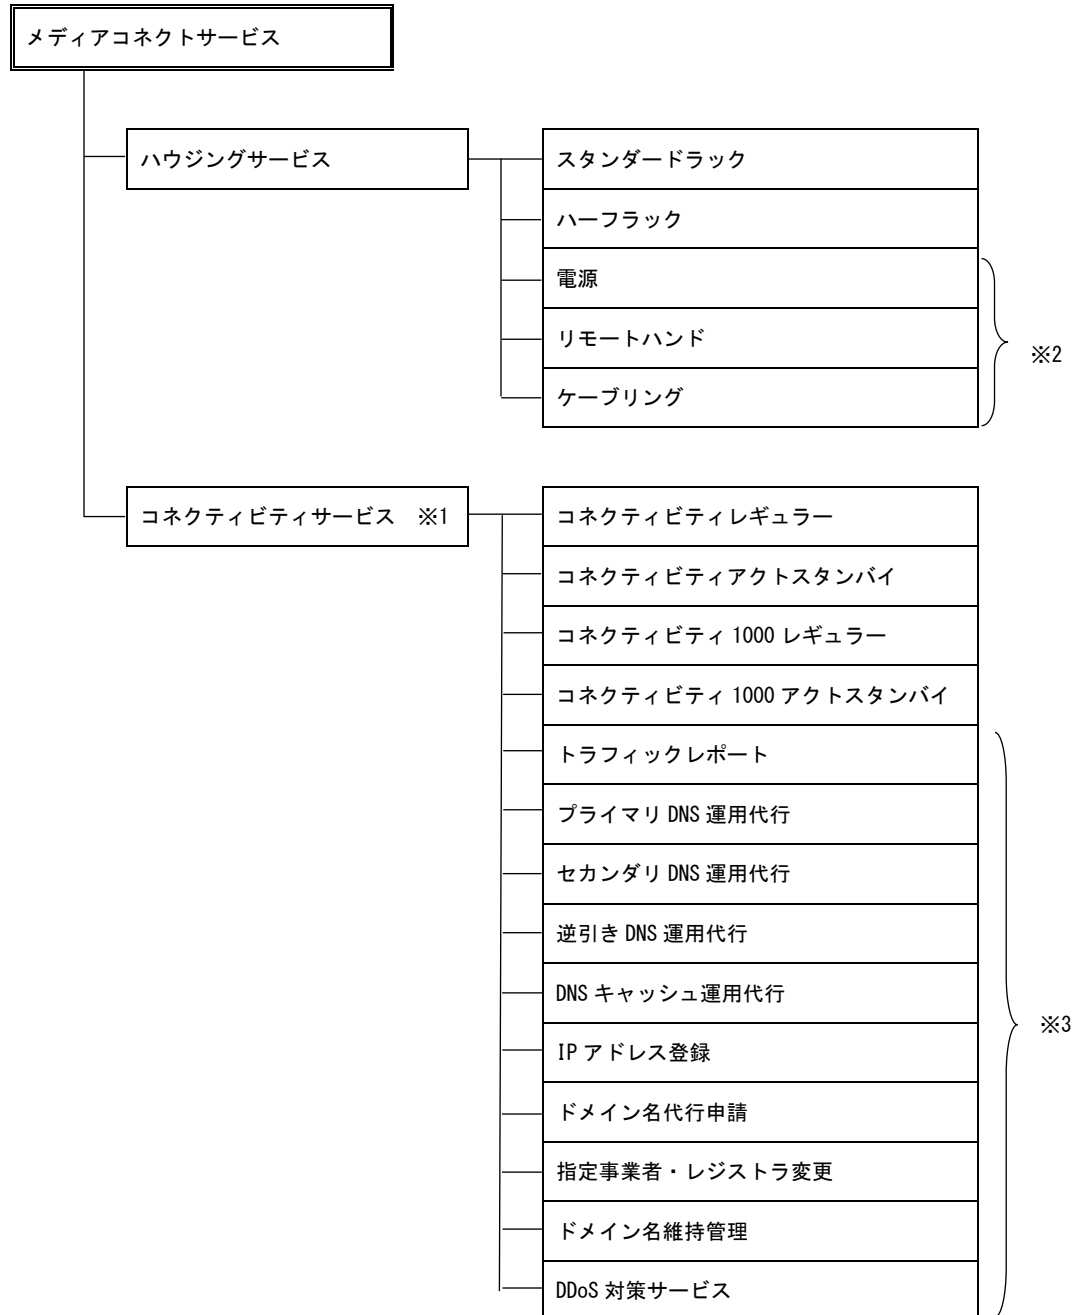 メディアコネクトサービス
ハウジングサービス
スタンダードラック
ハーフラック
電源
リモートハンド
ケーブリング
※2
コネクティビティサービス　※1
コネクティビティレギュラー
コネクティビティアクトスタンバイ
コネクティビティ 1000 レギュラー
コネクティビティ 1000 アクトスタンバイ
トラフィックレポート
プライマリ DNS 運用代行
セカンダリ DNS 運用代行
逆引き DNS 運用代行
DNS キャッシュ運用代行
IP アドレス登録
ドメイン名代行申請
指定事業者・レジストラ変更
ドメイン名維持管理
DDoS 対策サービス
※3